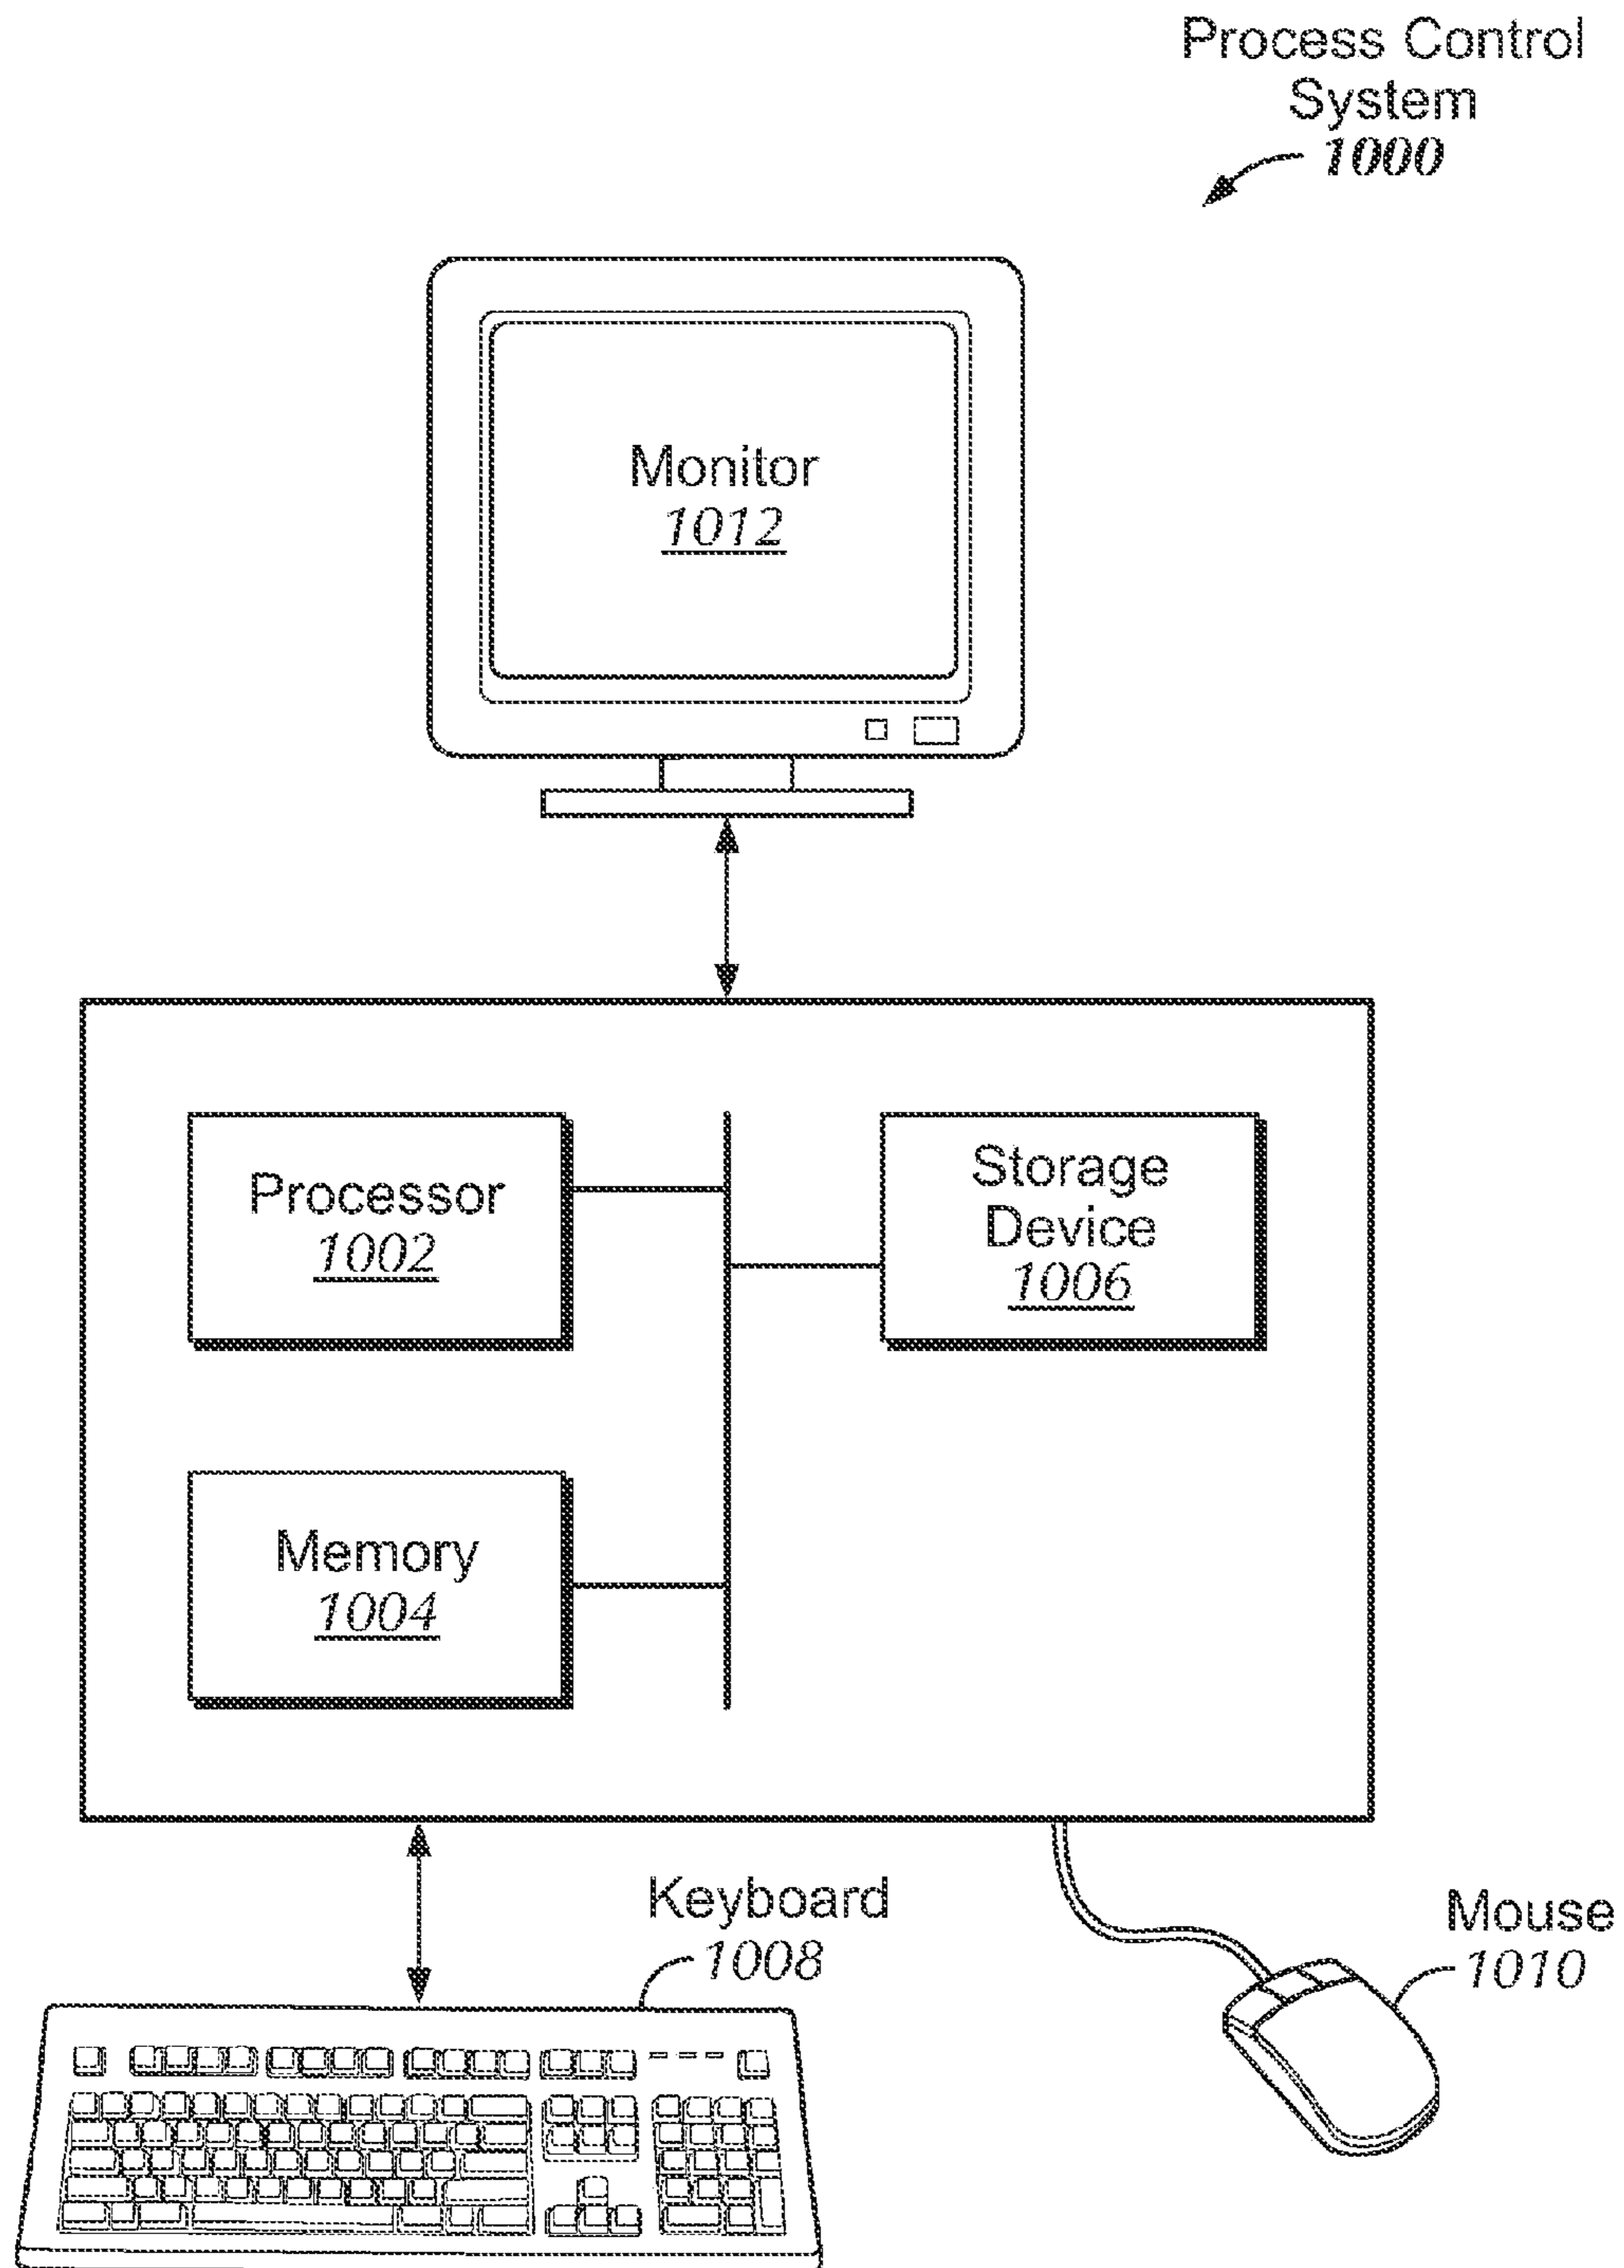 Process Control
System
1000
Monitor
1012
Processor
1002
Storage
Device
1006
Memory
1004
Keyboard
1008
Mouse
1010